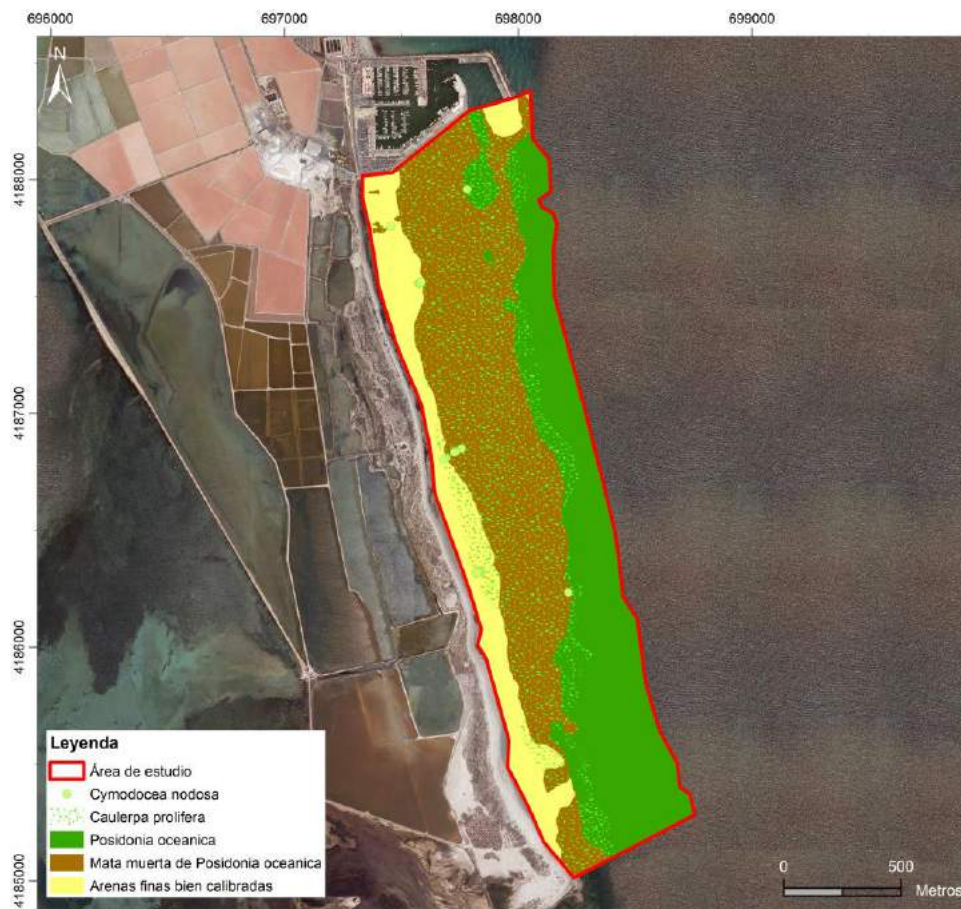 696000 697000 698000 699000
N
4188000
4187000
4186000
4185000
Leyenda
Área de estudio
Cymodocea nodosa
Caulerpa prolifera
Posidonia oceanica
Mata muerta de Posidonia oceanica
Arenas finas bien calibradas
0 500
Metros